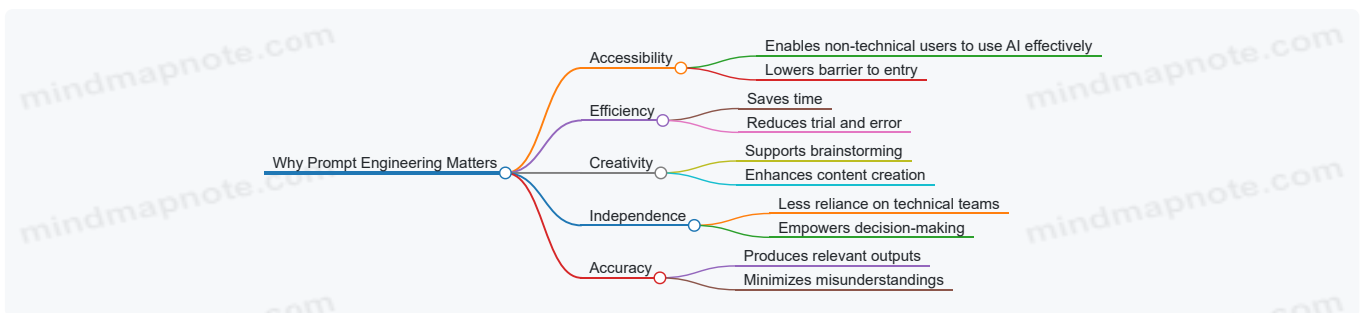 mindmapnote.com
mindmapnote.com
Enables non-technical users to use AI effectively
Accessibility
Lowers barrier to entry
Saves time
Efficiency
Reduces trial and error
Supports brainstorming
Why Prompt Engineering Matters
Creativity
Enhances content creation
mindmapnote.com
mindmapnote.com
Less reliance on technical teams
Independence
Empowers decision-making
Produces relevant outputs
Accuracy
Minimizes misunderstandings
.com
.com